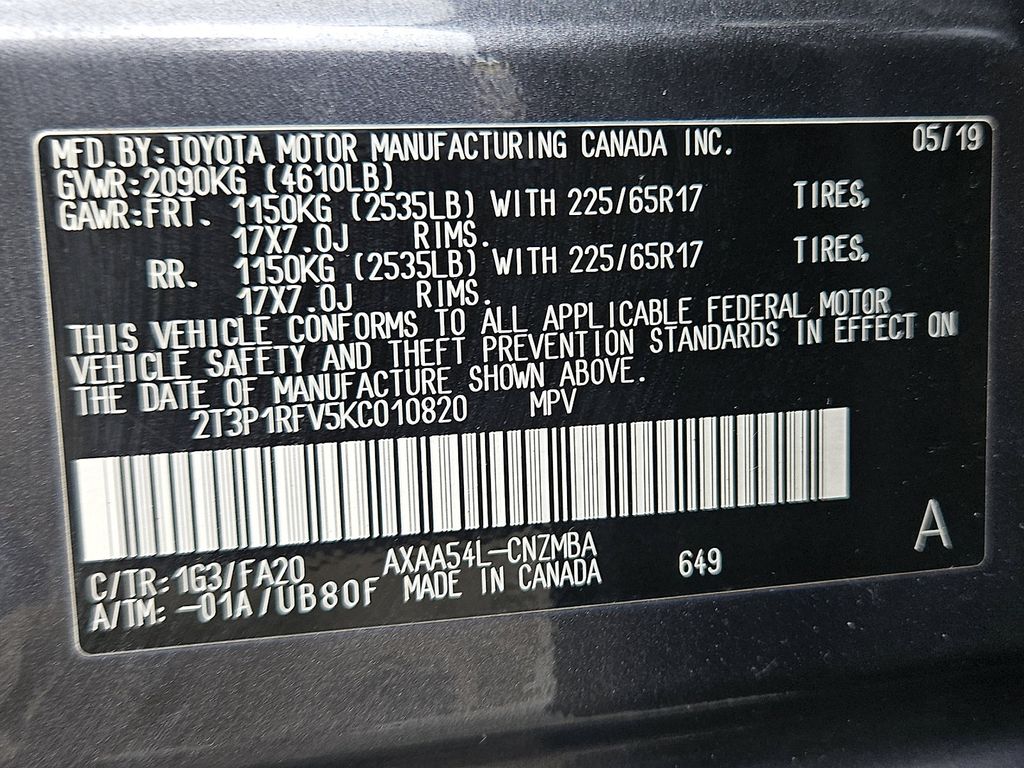 MFD.BY:TOYOTA MOTOR MANUFACTURING CANADA INC. 05/19
GVWR:2090KG (4610LB)
GAWR:FRT. 1150KG (2535LB) WITH 225/65R17 TIRES,
17X7.0J RIMS.
RR. 1150KG (2535LB) WITH 225/65R17 TIRES,
17X7.0J RIMS.
THIS VEHICLE CONFORMS TO ALL APPLICABLE FEDERAL MOTOR
VEHICLE SAFETY AND THEFT PREVENTION STANDARDS IN EFFECT ON
THE DATE OF MANUFACTURE SHOWN ABOVE.
2T3P1RFV5KC010820 MPV
A
C/TR:1G3/FA20 AXAA54L-CNZMBA 649
A/TM:-01A/UB80F MADE IN CANADA